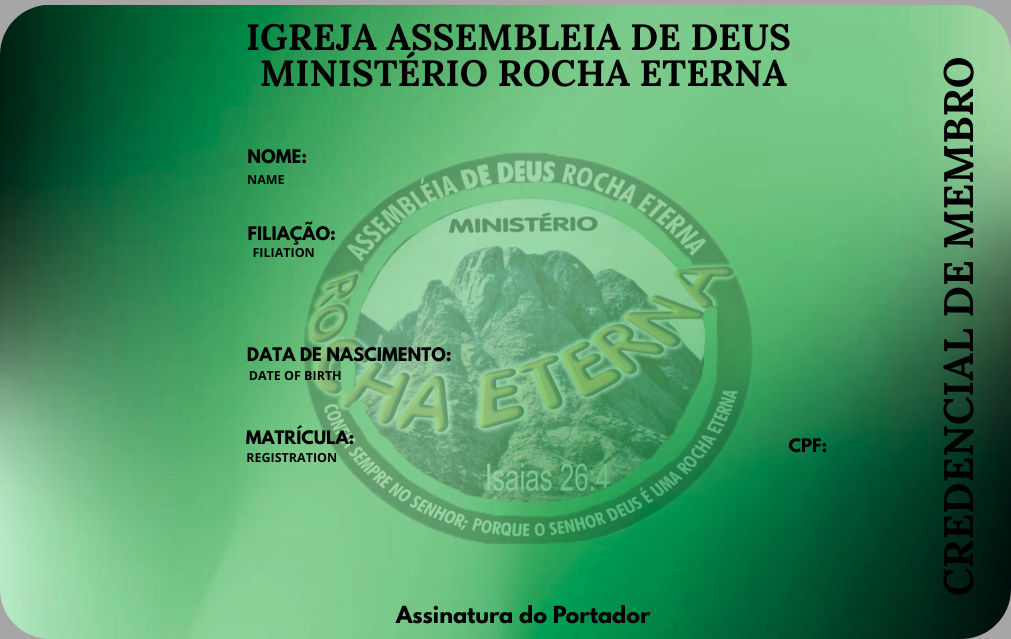 IGREJA ASSEMBLEIA DE DEUS
MINISTÉRIO ROCHA ETERNA
CREDENCIAL DE MEMBRO
NOME:
NAME
FILIAÇÃO:
FILIATION
DATA DE NASCIMENTO:
DATE OF BIRTH
MATRÍCULA:
REGISTRATION
CPF:
ASSEMBLÉIA DE DEUS ROCHA ETERNA
MINISTÉRIO
ROCHA ETERNA
Isaias 26.4
SEMPRE NO SENHOR; PORQUE O SENHOR DEUS É UMA ROCHA ETERNA
Assinatura do Portador